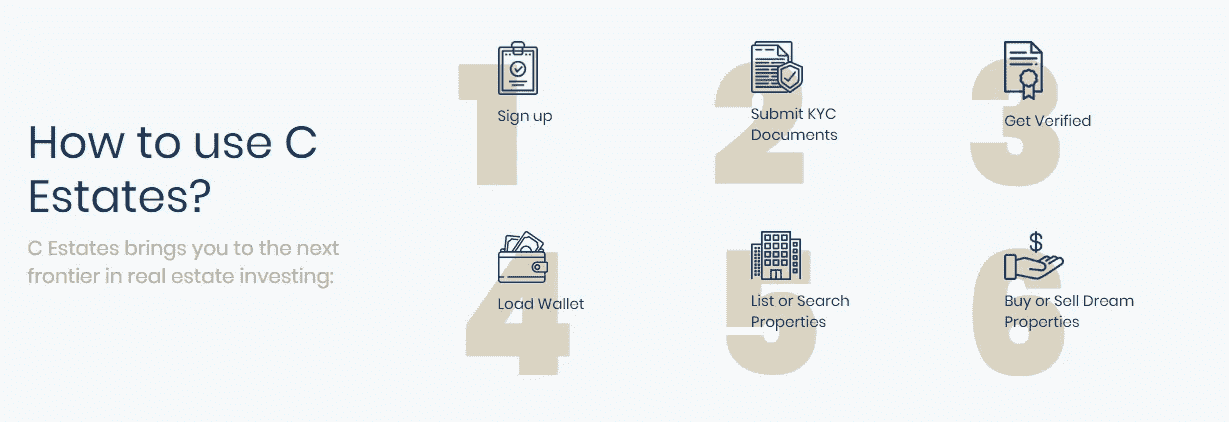 How to use C
Estates?
C Estates brings you to the next
frontier in real estate investing:
1
Sign up
2
Submit KYC
Documents
3
Get Verified
4
Load Wallet
5
List or Search
Properties
$
6
Buy or Sell Dream
Properties